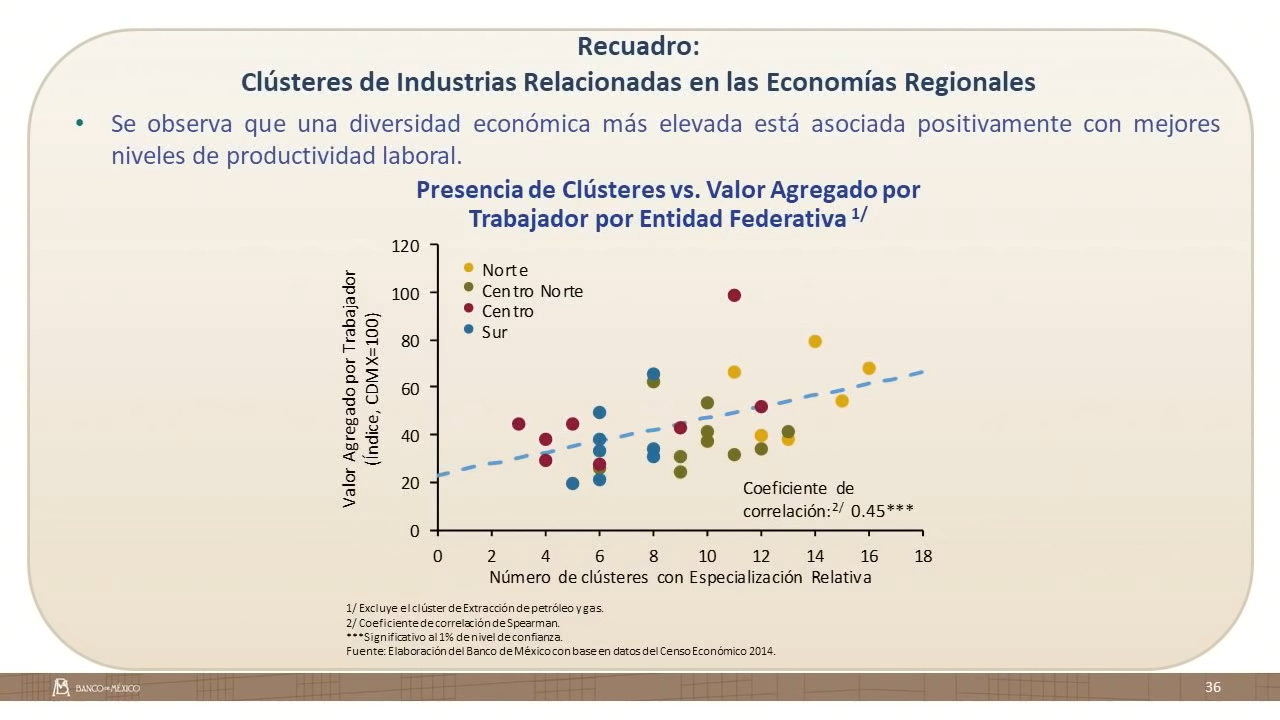 Recuadro:
Clústeres de Industrias Relacionadas en las Economías Regionales
• Se observa que una diversidad económica más elevada está asociada positivamente con mejores
niveles de productividad laboral.
Presencia de Clústeres vs. Valor Agregado por
Trabajador por Entidad Federativa 1/
Valor Agregado por Trabajador
(Índice, CDMX=100)
120
100
80
60
40
20
0
Norte
Centro Norte
Centro
Sur
Coeficiente de
correlación:2/ 0.45***
0 2 4 6 8 10 12 14 16 18
Número de clústeres con Especialización Relativa
1/ Excluye el clúster de Extracción de petróleo y gas.
2/ Coeficiente de correlación de Spearman.
***Significativo al 1% de nivel de confianza.
Fuente: Elaboración del Banco de México con base en datos del Censo Económico 2014.
BANCO DE MÉXICO
36